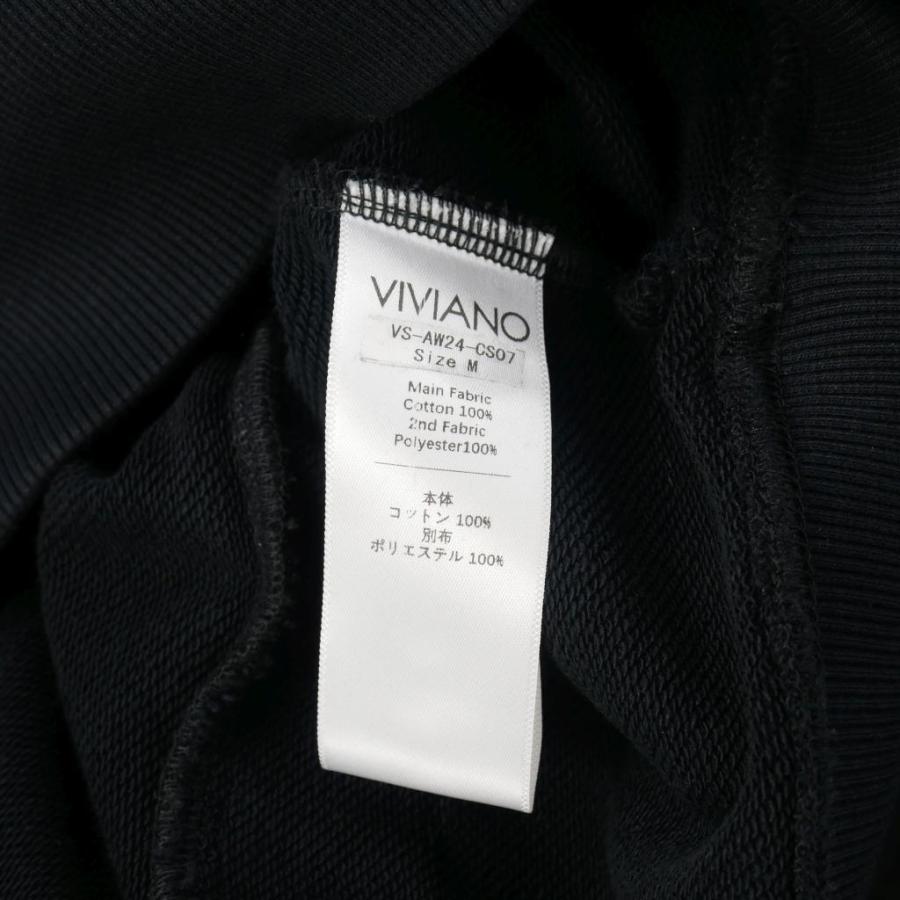 VIVIANO
VS-AW24-CS07
Size M
Main Fabric
Cotton 100%
2nd Fabric
Polyester100%
本体
コットン 100%
別布
ポリエステル 100%